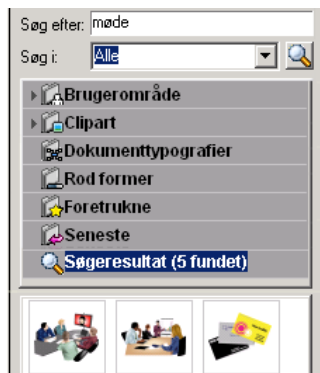 Søg efter: møde
Søg i: Alle
Brugerområde
Clipart
Dokumenttypografier
Rod former
Foretrukne
Seneste
Søgeresultat (5 fundet)